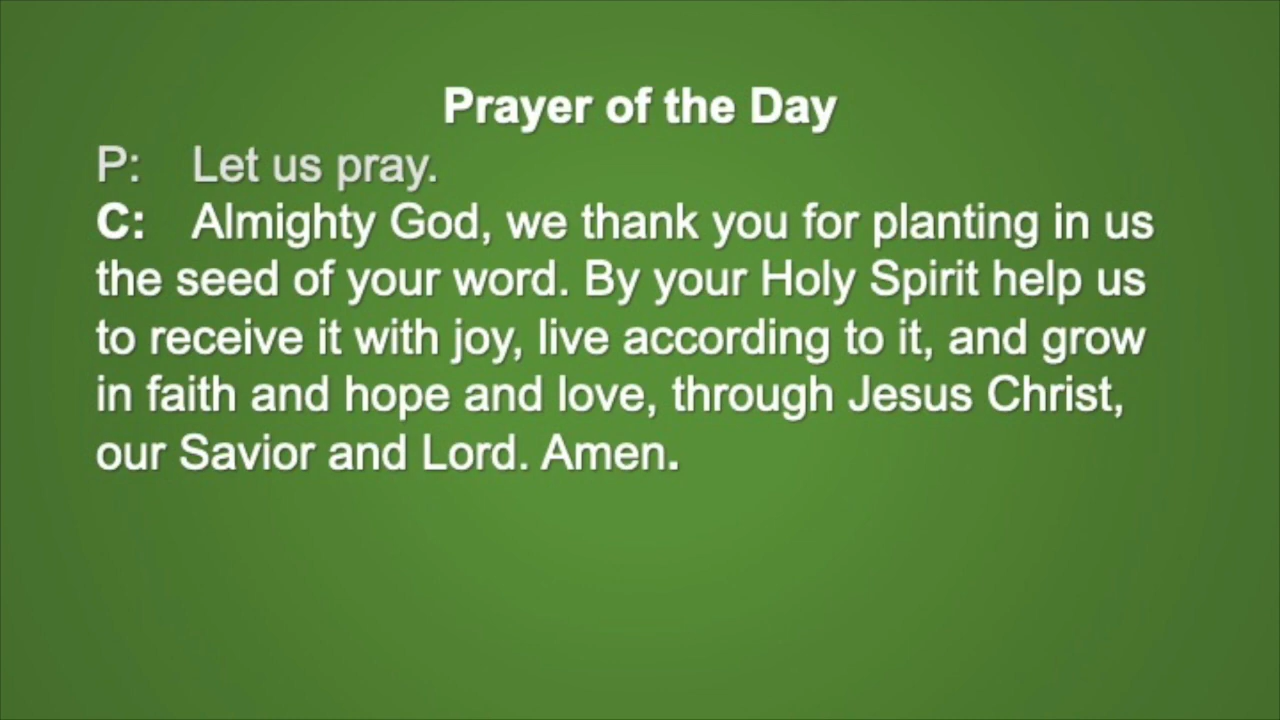 Prayer of the Day
P: Let us pray.
C: Almighty God, we thank you for planting in us
the seed of your word. By your Holy Spirit help us
to receive it with joy, live according to it, and grow
in faith and hope and love, through Jesus Christ,
our Savior and Lord. Amen.